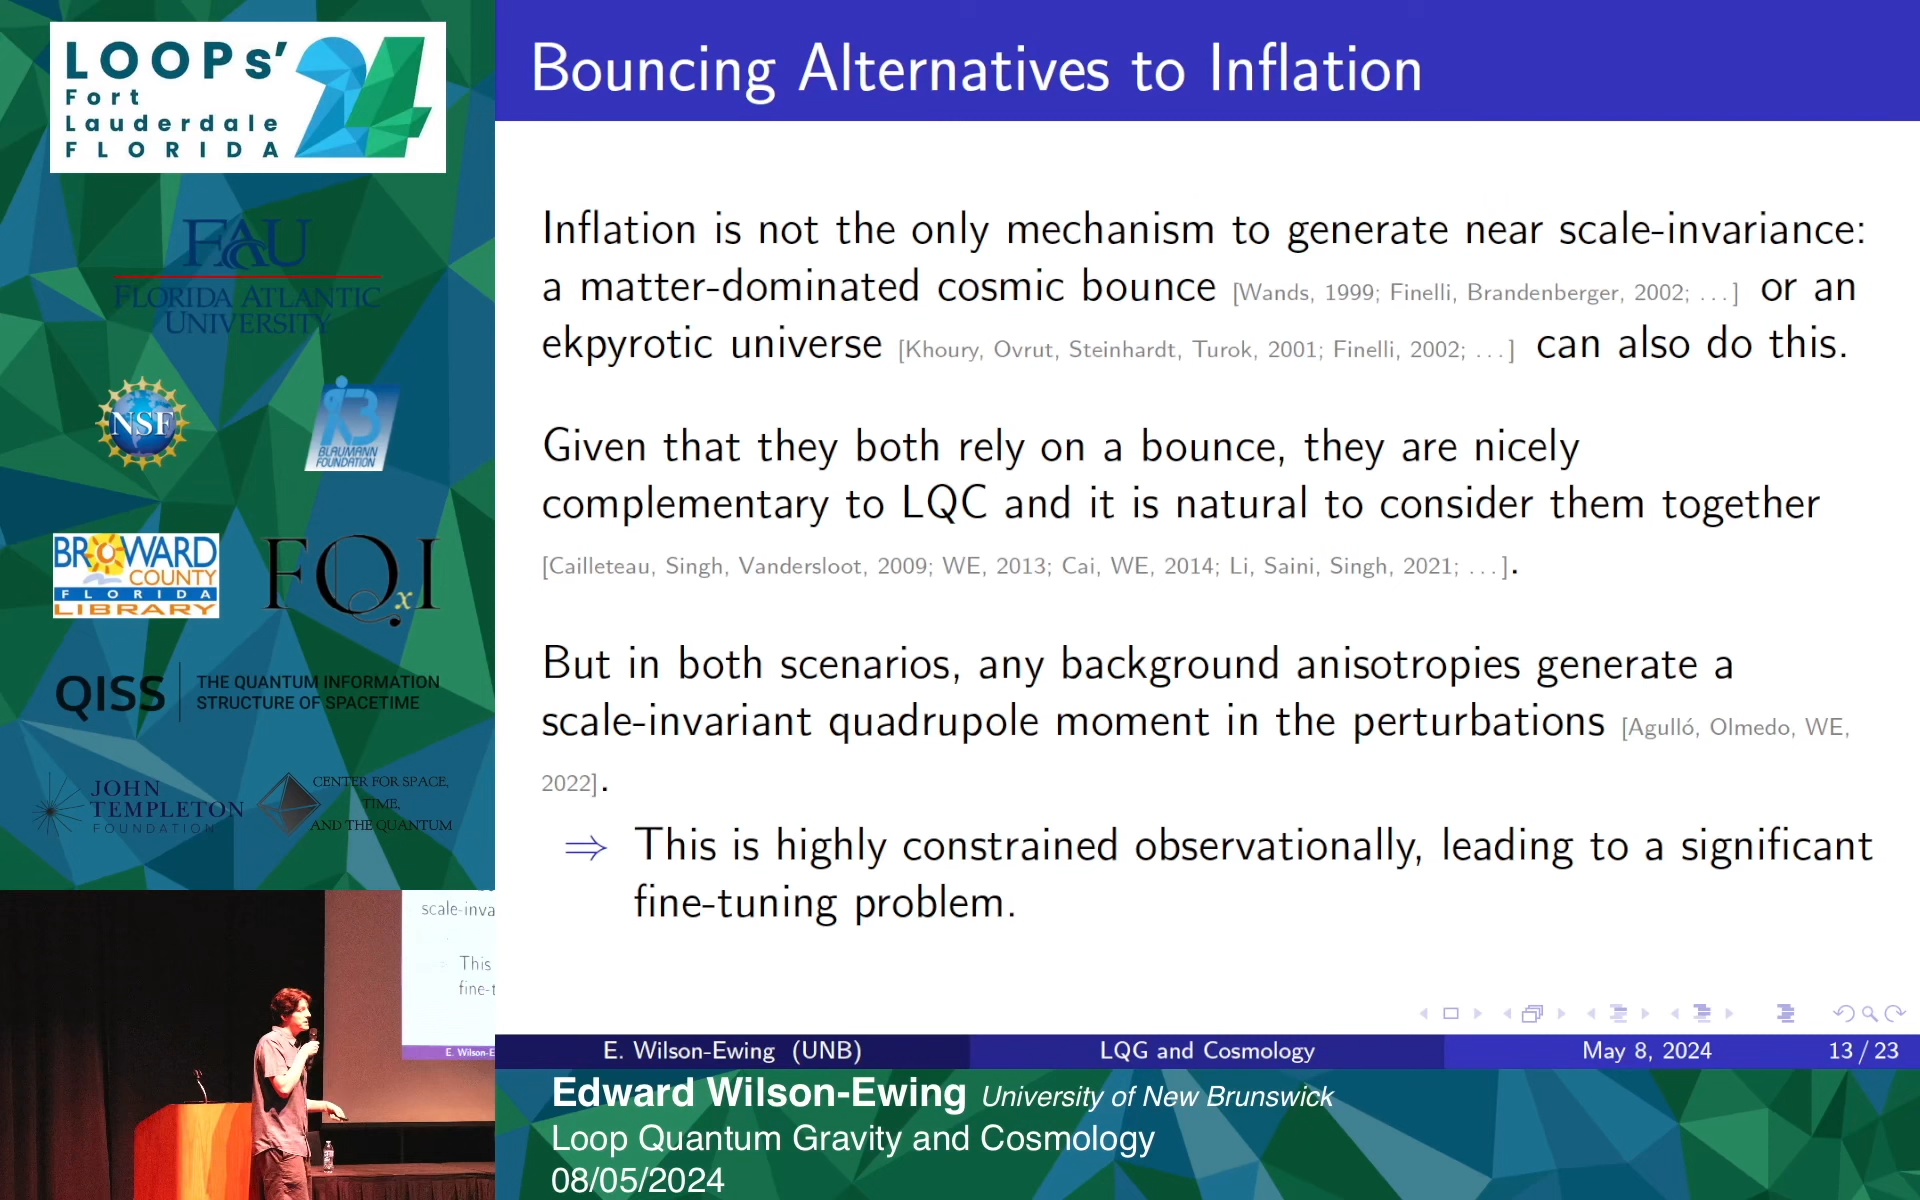 LOOPs'24
Fort
Lauderdale
FLORIDA
FAU
FLORIDA ATLANTIC
UNIVERSITY
NSF
BLAUMANN
FOUNDATION
BROWARD
COUNTY
FLORIDA
LIBRARY
FQxI
QISS
THE QUANTUM INFORMATION
STRUCTURE OF SPACETIME
JOHN
TEMPLETON
FOUNDATION
CENTER FOR SPACE,
TIME,
AND THE QUANTUM
scale-inva
This
fine-t
E. Wilson-E
Bouncing Alternatives to Inflation
Inflation is not the only mechanism to generate near scale-invariance:
a matter-dominated cosmic bounce [Wands, 1999; Finelli, Brandenberger, 2002; ...] or an
ekpyrotic universe [Khoury, Ovrut, Steinhardt, Turok, 2001; Finelli, 2002; ...] can also do this.
Given that they both rely on a bounce, they are nicely
complementary to LQC and it is natural to consider them together
[Cailleteau, Singh, Vandersloot, 2009; WE, 2013; Cai, WE, 2014; Li, Saini, Singh, 2021; ...].
But in both scenarios, any background anisotropies generate a
scale-invariant quadrupole moment in the perturbations [Agulló, Olmedo, WE,
2022].
⇒ This is highly constrained observationally, leading to a significant
fine-tuning problem.
E. Wilson-Ewing (UNB)
LQG and Cosmology
May 8, 2024
13 / 23
Edward Wilson-Ewing University of New Brunswick
Loop Quantum Gravity and Cosmology
08/05/2024